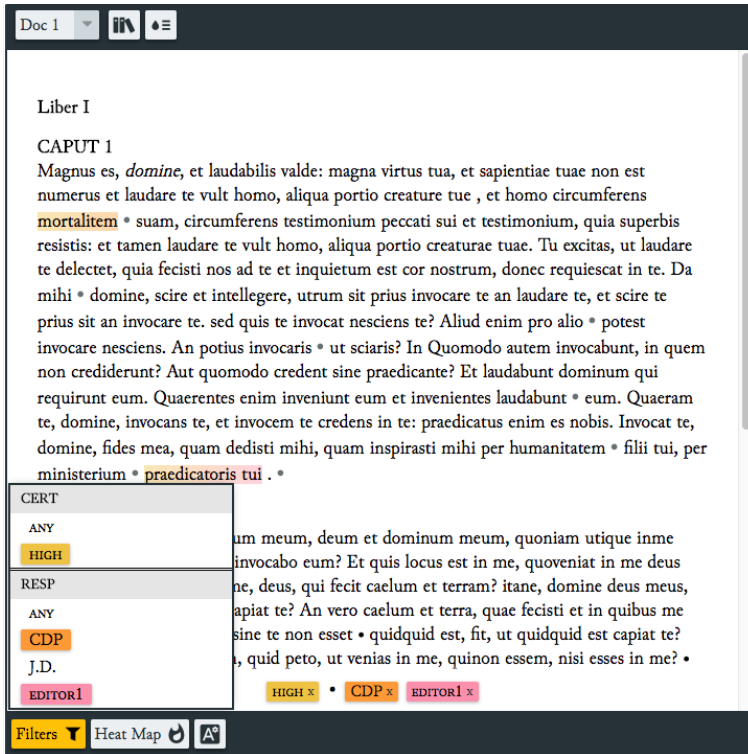 Doc 1
Liber I
CAPUT 1
Magnus es, domine, et laudabilis valde: magna virtus tua, et sapientiae tuae non est
numerus et laudare te vult homo, aliqua portio creature tue , et homo circumferens
mortalitem • suam, circumferens testimonium peccati sui et testimonium, quia superbis
resistis: et tamen laudare te vult homo, aliqua portio creaturae tuae. Tu excitas, ut laudare
te delectet, quia fecisti nos ad te et inquietum est cor nostrum, donec requiescat in te. Da
mihi • domine, scire et intellegere, utrum sit prius invocare te an laudare te, et scire te
prius sit an invocare te. sed quis te invocat nesciens te? Aliud enim pro alio • potest
invocare nesciens. An potius invocaris • ut sciaris? In Quomodo autem invocabunt, in quem
non crediderunt? Aut quomodo credent sine praedicante? Et laudabunt dominum qui
requirunt eum. Quaerentes enim inveniunt eum et invenientes laudabunt • eum. Quaeram
te, domine, invocans te, et invocem te credens in te: praedicatus enim es nobis. Invocat te,
domine, fides mea, quam dedisti mihi, quam inspirasti mihi per humanitatem • filii tui, per
ministerium • praedicatoris tui . •
um meum, deum et dominum meum, quoniam utique inme
invocabo eum? Et quis locus est in me, quoveniat in me deus
ne, deus, qui fecit caelum et terram? itane, domine deus meus,
apiat te? An vero caelum et terra, quae fecisti et in quibus me
sine te non esset • quidquid est, fit, ut quidquid est capiat te?
, quid peto, ut venias in me, quinon essem, nisi esses in me? •
CERT
ANY
HIGH
RESP
ANY
CDP
J.D.
EDITOR1
HIGH x • CDP x EDITOR1 x
Filters Heat Map A